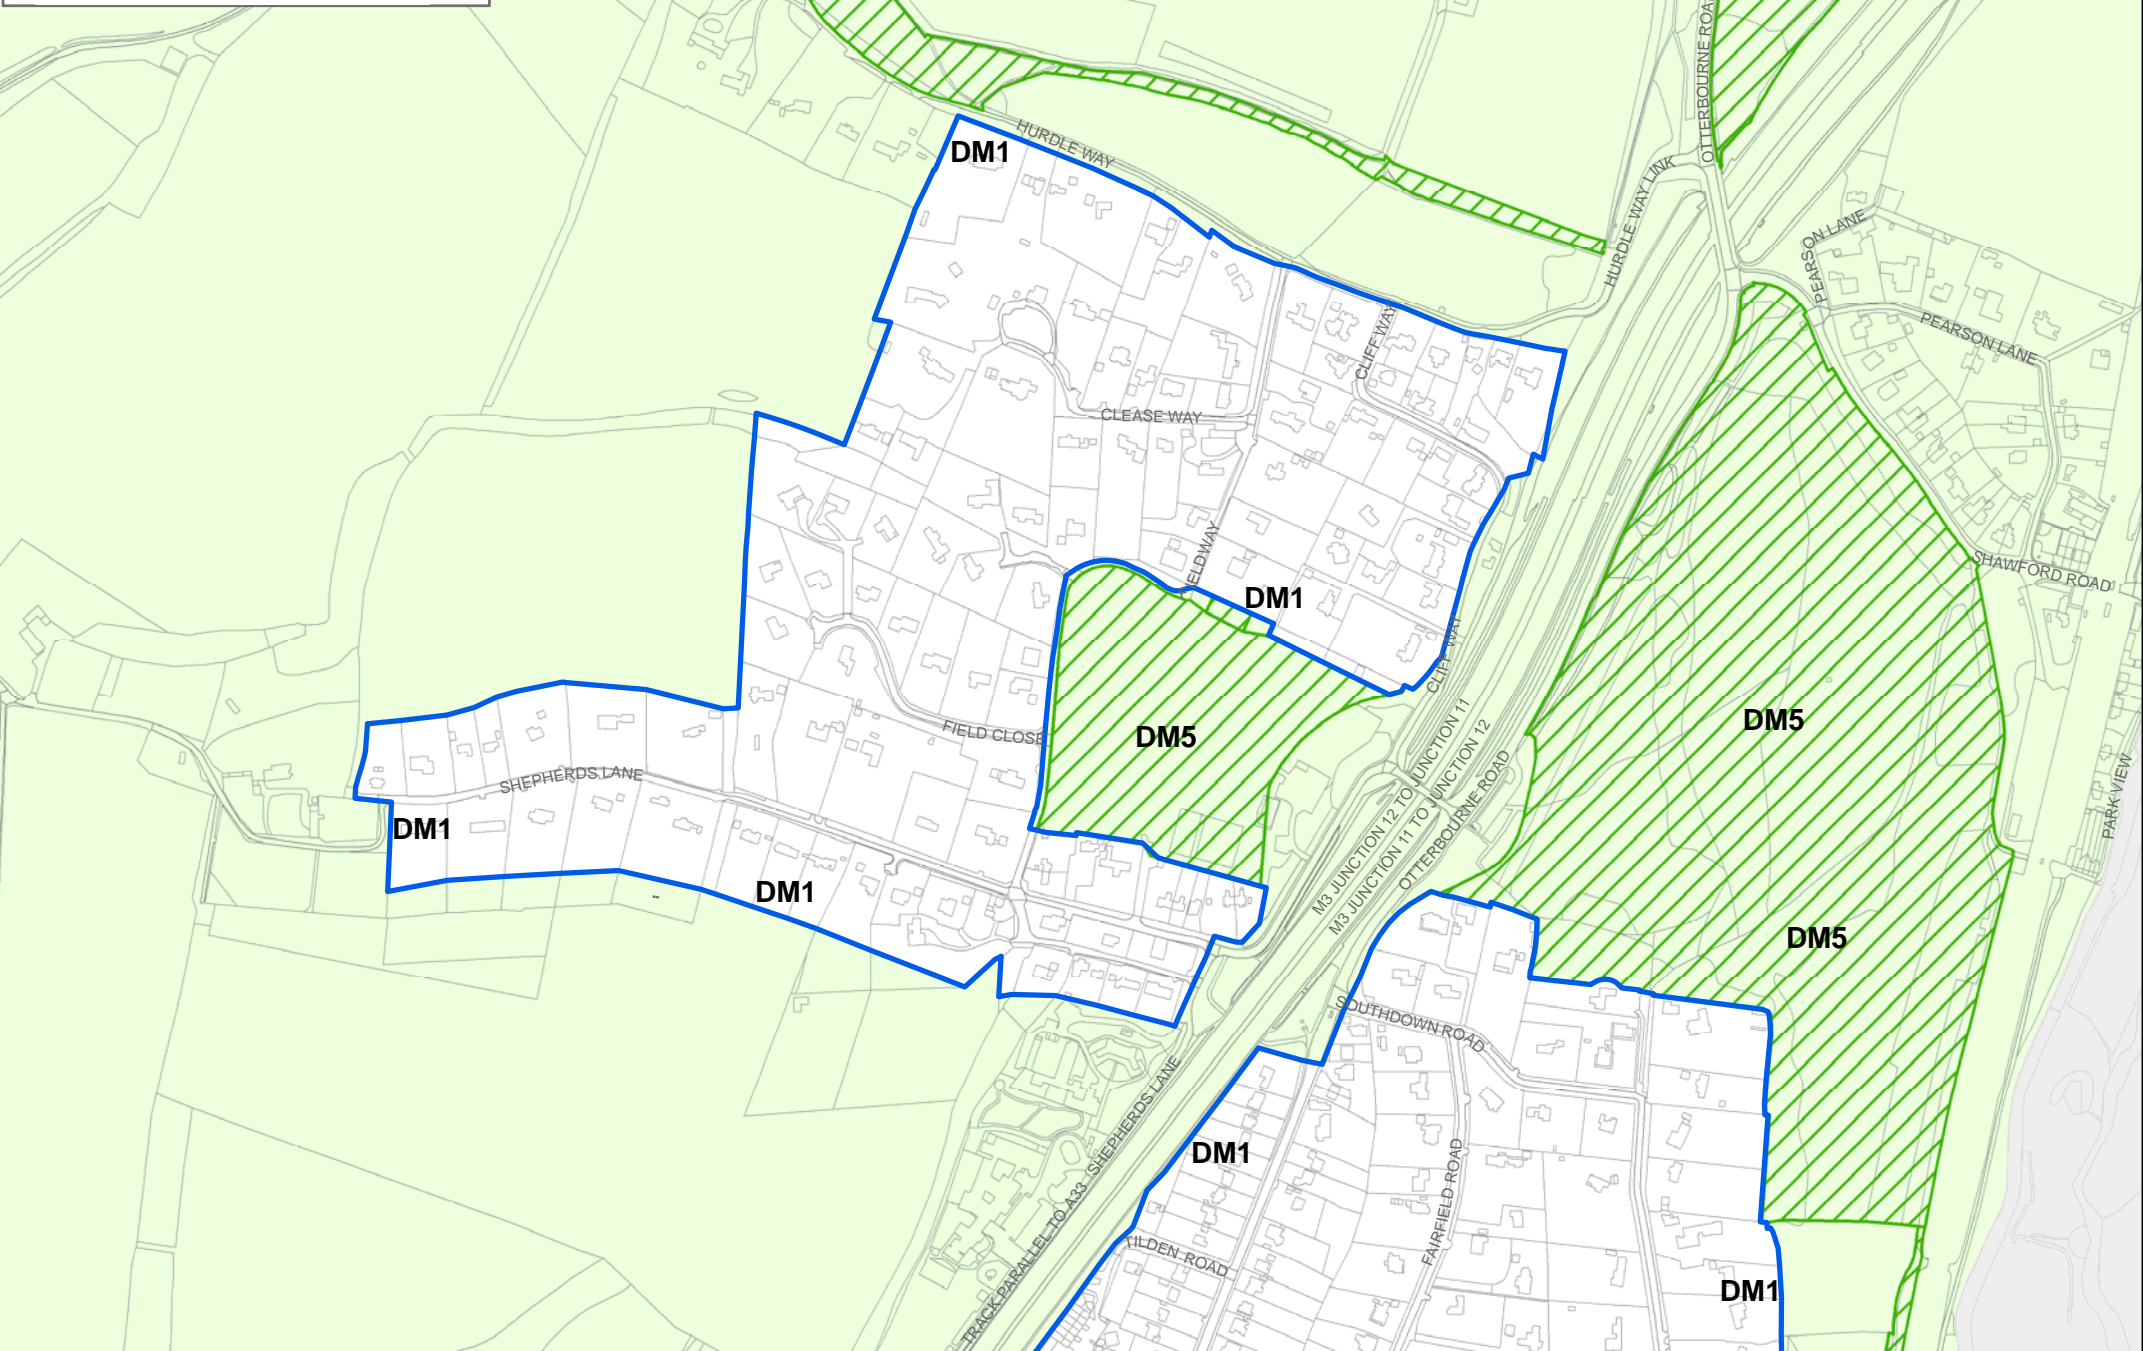 OTTERBOURNE ROA
HURDLE WAY
DM1
HURDLE WAY LINK
PEARSON LANE
PEARSON LANE
CLIFF WAY
CLEASE WAY
FIELDWAY
DM1
SHAWFORD ROAD
CLIFF WAY
DM5
DM5
FIELD CLOSE
SHEPHERDS LANE
M3 JUNCTION 12 TO JUNCTION 11
M3 JUNCTION 11 TO JUNCTION 12
OTTERBOURNE ROAD
PARK VIEW
DM1
DM1
DM5
SOUTHDOWN ROAD
SHEPHERDS LANE
DM1
FAIRFIELD ROAD
TRACK PARALLEL TO A33
TILDEN ROAD
DM1